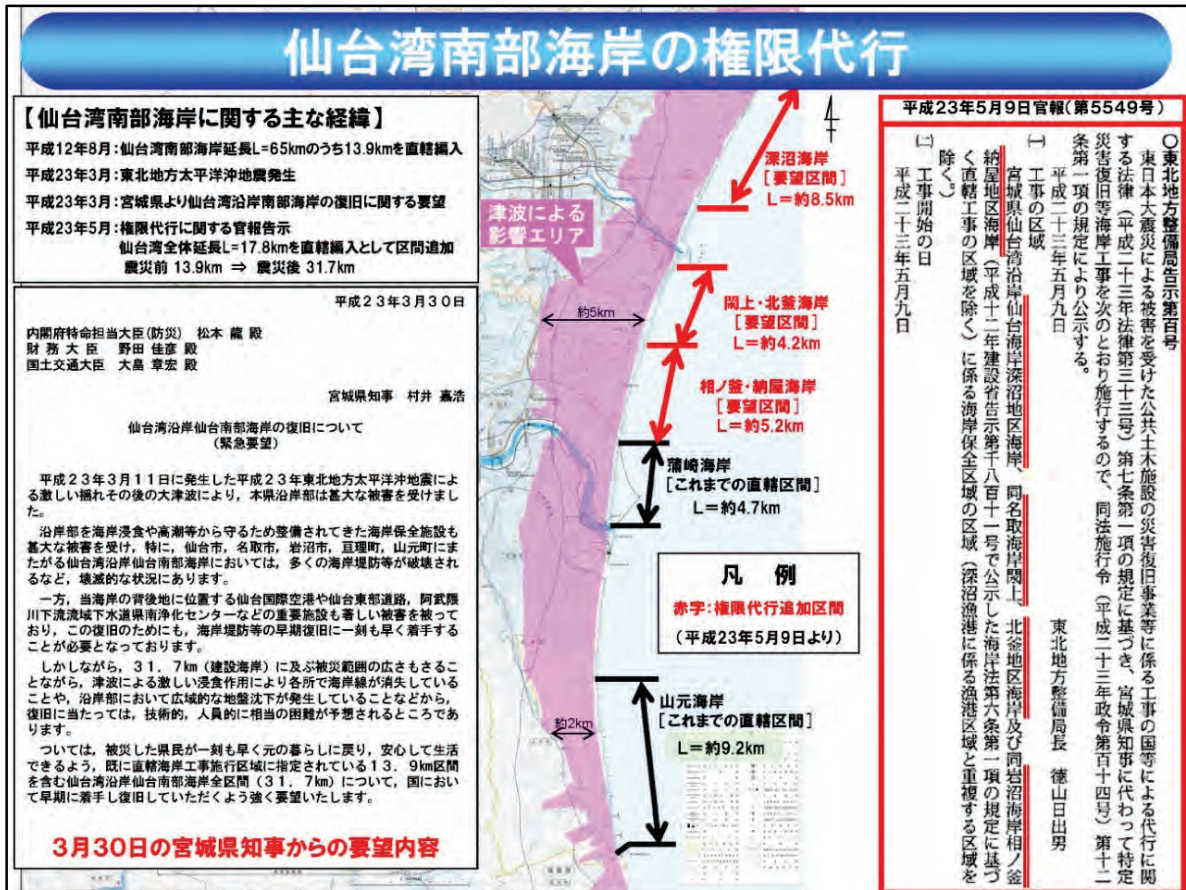 仙台湾南部海岸の権限代行
【仙台湾南部海岸に関する主な経緯】
平成12年8月:仙台湾南部海岸延長L=65kmのうち13.9kmを直轄編入
平成23年3月:東北地方太平洋沖地震発生
平成23年3月:宮城県より仙台湾沿岸南部海岸の復旧に関する要望
平成23年5月:権限代行に関する官報告示
仙台湾全体延長L=17.8kmを直轄編入として区間追加
震災前 13.9km ⇒ 震災後 31.7km
平成23年3月30日
内閣府特命担当大臣(防災) 松本 龍 殿
財務大臣 野田 佳彦 殿
国土交通大臣 大畠 章宏 殿
宮城県知事 村井 嘉浩
仙台湾沿岸仙台南部海岸の復旧について
(緊急要望)
平成23年3月11日に発生した平成23年東北地方太平洋沖地震によ
る激しい揺れその後の大津波により,本県沿岸部は甚大な被害を受けまし
た。
沿岸部を海岸浸食や高潮等から守るため整備されてきた海岸保全施設も
甚大な被害を受け,特に,仙台市,名取市,岩沼市,亘理町,山元町にま
たがる仙台湾沿岸仙台南部海岸においては,多くの海岸堤防等が破壊され
るなど,壊滅的な状況にあります。
一方,当海岸の背後地に位置する仙台国際空港や仙台東部道路,阿武隈
川下流流域下水道県南浄化センターなどの重要施設も著しい被害を被って
おり,この復旧のためにも,海岸堤防等の早期復旧に一刻も早く着手する
ことが必要となっております。
しかしながら,31.7km(建設海岸)に及ぶ被災範囲の広さもさるこ
とながら,津波による激しい浸食作用により各所で海岸線が消失している
ことや,沿岸部において広域的な地盤沈下が発生していることなどから,
復旧に当たっては,技術的,人員的に相当の困難が予想されるところであ
ります。
ついては,被災した県民が一刻も早く元の暮らしに戻り,安心して生活
できるよう,既に直轄海岸工事施行区域に指定されている13.9km区間
を含む仙台湾沿岸仙台南部海岸全区間(31.7km)について,国におい
て早期に着手し復旧していただくよう強く要望いたします。
3月30日の宮城県知事からの要望内容
津波による
影響エリア
約5km
約2km
深沼海岸
[要望区間]
L=約8.5km
閖上・北釜海岸
[要望区間]
L=約4.2km
相ノ釜・納屋海岸
[要望区間]
L=約5.2km
蒲崎海岸
[これまでの直轄区間]
L=約4.7km
凡 例
赤字:権限代行追加区間
(平成23年5月9日より)
山元海岸
[これまでの直轄区間]
L=約9.2km
平成23年5月9日官報(第5549号)
〇東北地方整備局告示第百号
東日本大震災による被害を受けた公共土木施設の災害復旧事業等に係る工事の国等による代行に関
する法律(平成二十三年法律第三十三号)第七条第一項の規定に基づき、宮城県知事に代わって特定
災害復旧等海岸工事を次のとおり施行するので、同法施行令(平成二十三年政令第百十四号)第十二
条第一項の規定により公示する。
平成二十三年五月九日
東北地方整備局長 徳山日出男
㈠ 工事の区域
宮城県仙台湾沿岸仙台海岸深沼地区海岸、同名取海岸閖上、北釜地区海岸及び同岩沼海岸相ノ釜
納屋地区海岸(平成十二年建設省告示第千八百十一号で公示した海岸法第六条第一項の規定に基づ
く直轄工事の区域を除く)に係る海岸保全区域の区域(深沼漁港に係る漁港区域と重複する区域を
除く。)
㈡ 工事開始の日
平成二十三年五月九日